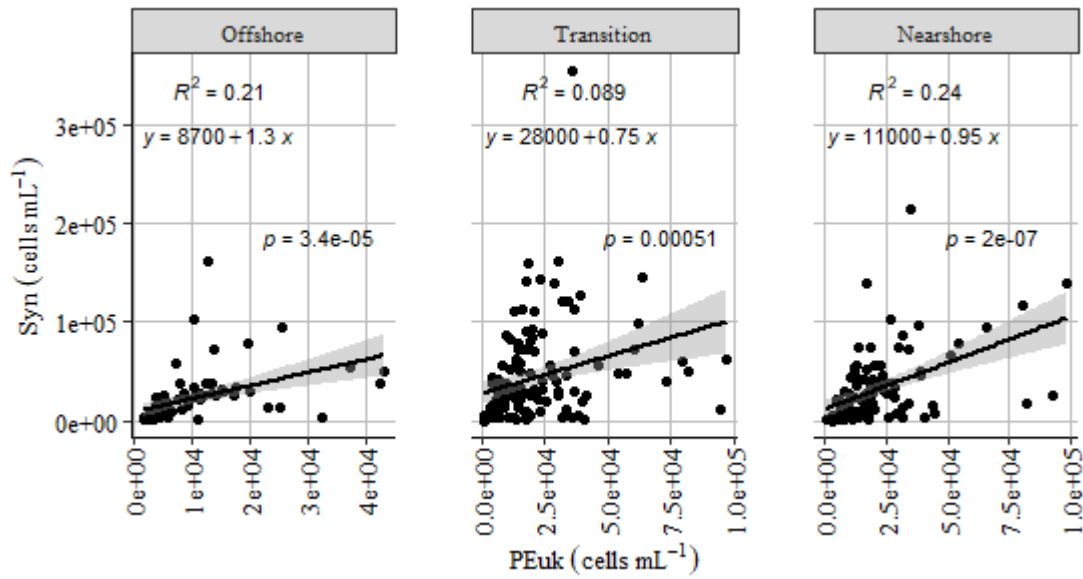 Offshore Transition Nearshore
R² = 0.21 R² = 0.089 R² = 0.24
y = 8700 + 1.3 x y = 28000 + 0.75 x y = 11000 + 0.95 x
p = 3.4e-05 p = 0.00051 p = 2e-07
Syn (cells mL⁻¹)
3e+05
2e+05
1e+05
0e+00
0e+00 1e+04 2e+04 3e+04 4e+04 0.0e+00 2.5e+04 5.0e+04 7.5e+04 1.0e+05 0.0e+00 2.5e+04 5.0e+04 7.5e+04 1.0e+05
PEuk (cells mL⁻¹)